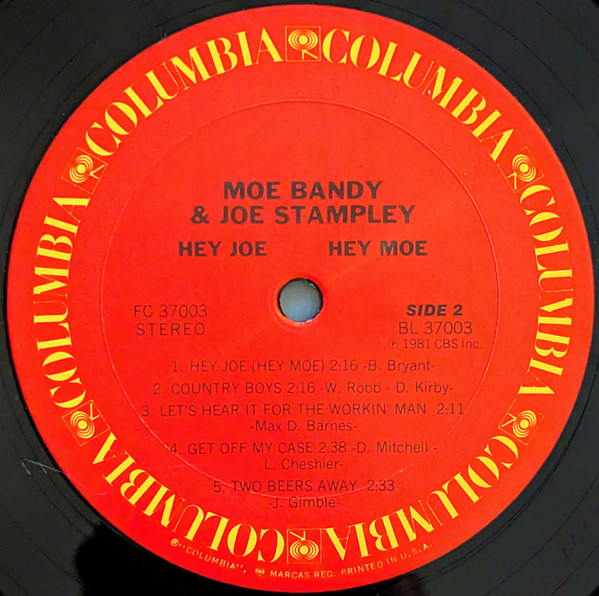 COLUMBIA COLUMBIA COLUMBIA COLUMBIA COLUMBIA COLUMBIA COLUMBIA COLUMBIA
MOE BANDY
& JOE STAMPLEY
HEY JOE HEY MOE
FC 37003 SIDE 2
STEREO BL 37003
℗ 1981 CBS Inc.
1. HEY JOE (HEY MOE) 2:16 -B. Bryant-
2. COUNTRY BOYS 2:16 -W. Robb - D. Kirby-
3. LET'S HEAR IT FOR THE WORKIN' MAN 2:11
-Max D. Barnes-
4. GET OFF MY CASE 2:38 -D. Mitchell -
L. Cheshier-
5. TWO BEERS AWAY 2:33
-J. Gimble-
®"COLUMBIA", MARCAS REG. PRINTED IN U.S.A.